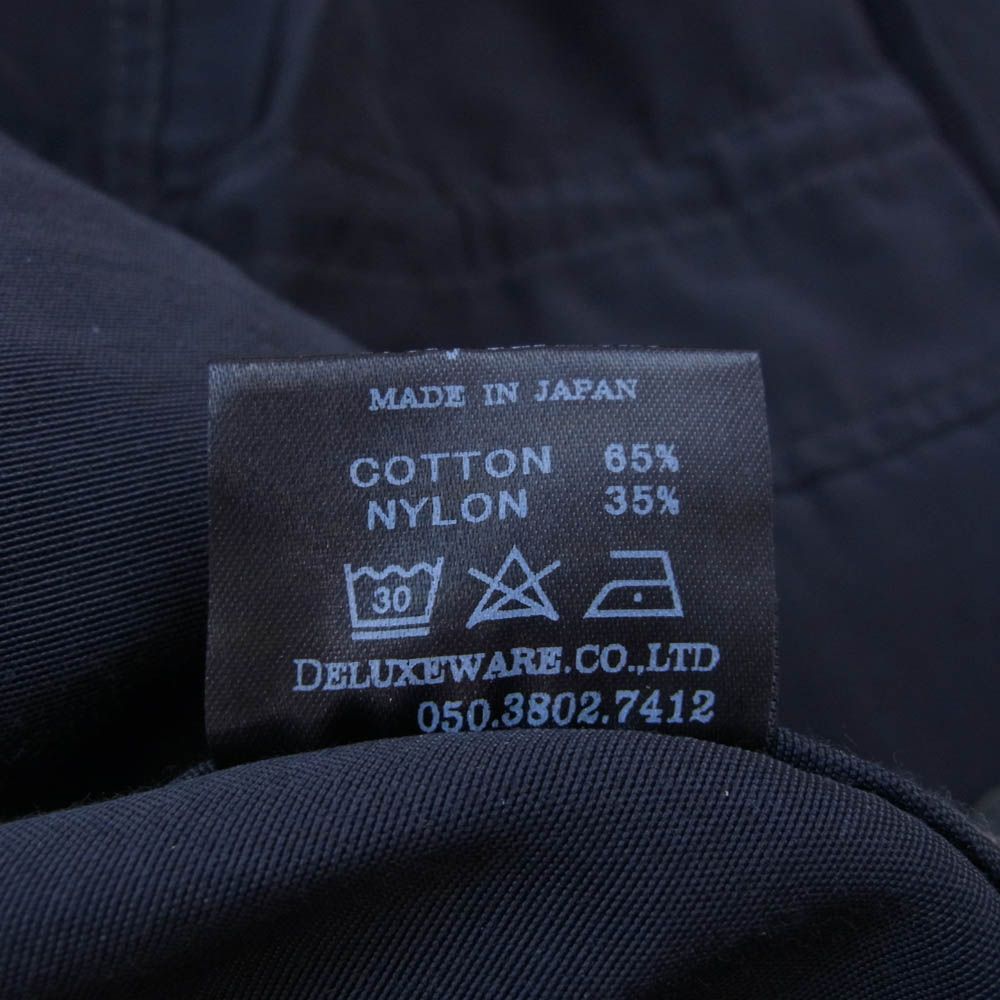 MADE IN JAPAN
COTTON 65%
NYLON 35%
30
DELUXEWARE.CO.,LTD
050.3802.7412